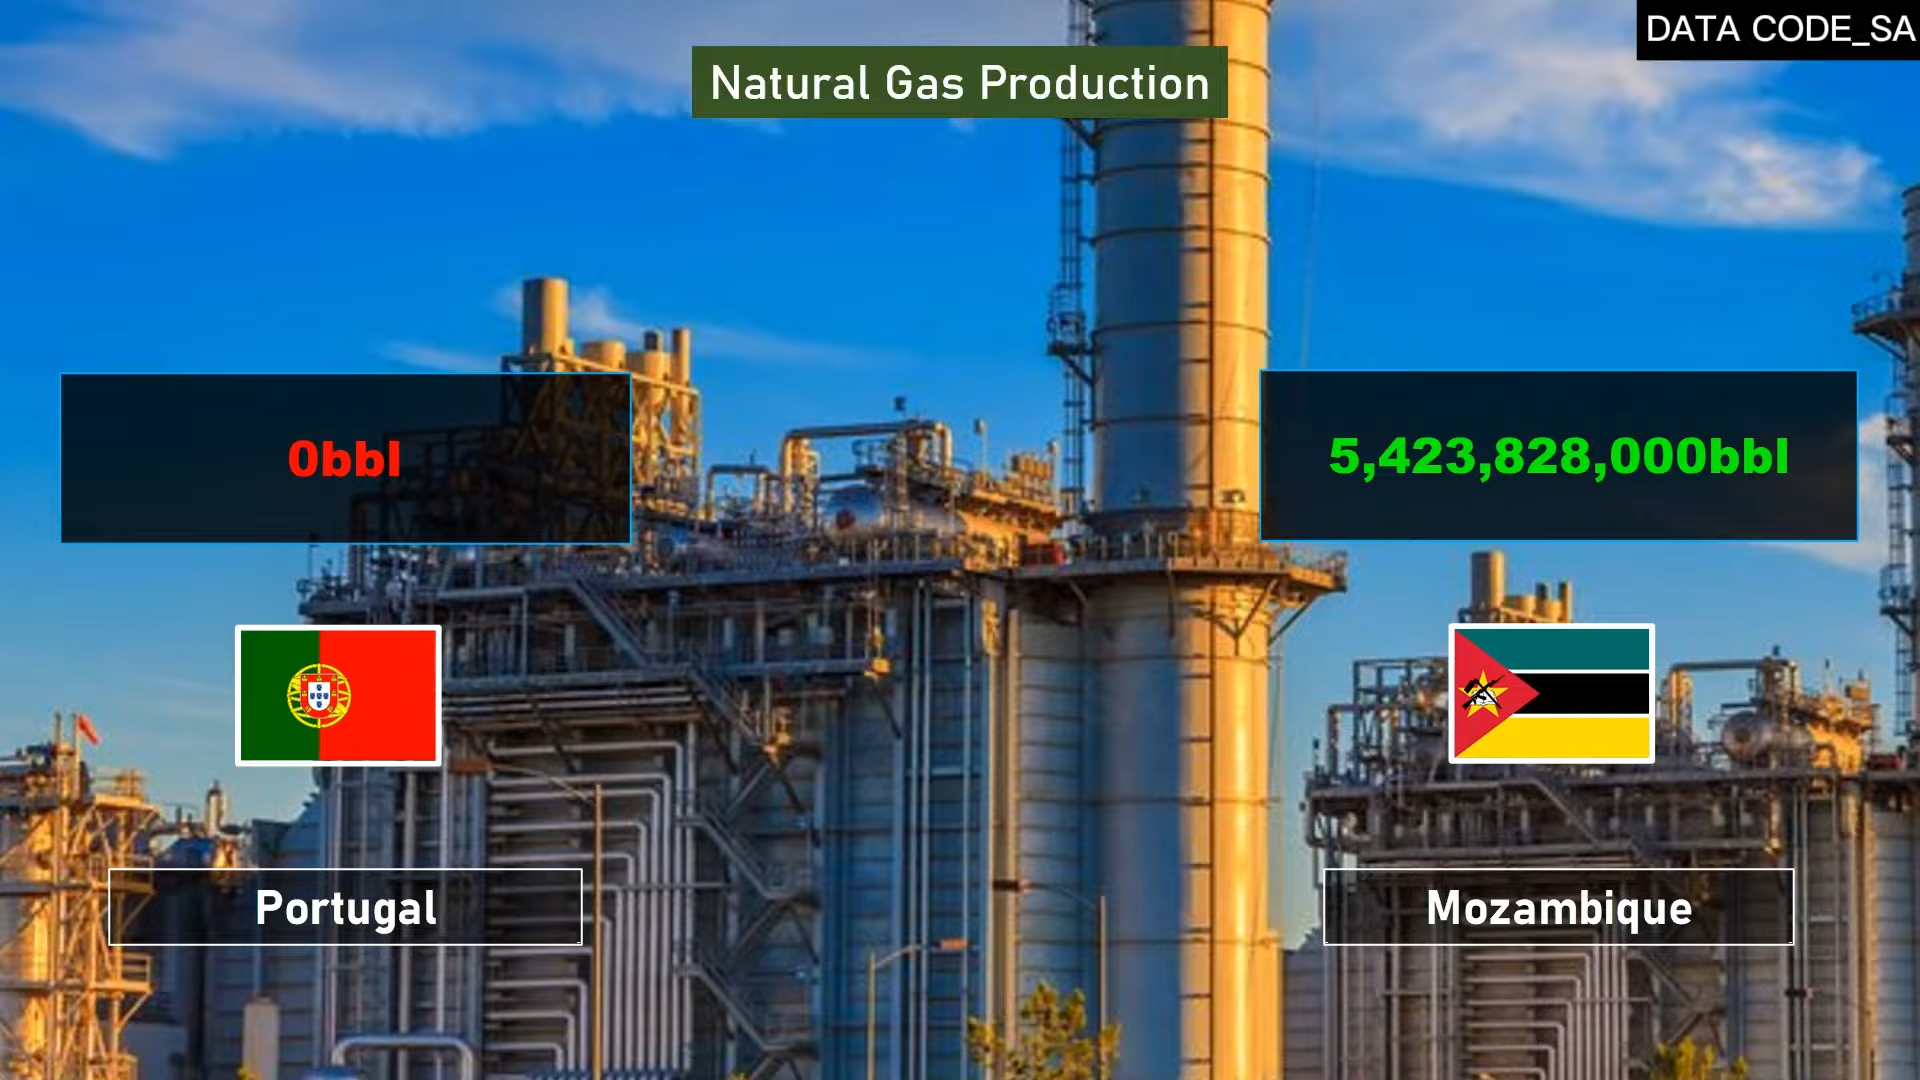 DATA CODE_SA
Natural Gas Production
0bbl
5,423,828,000bbl
Portugal
Mozambique